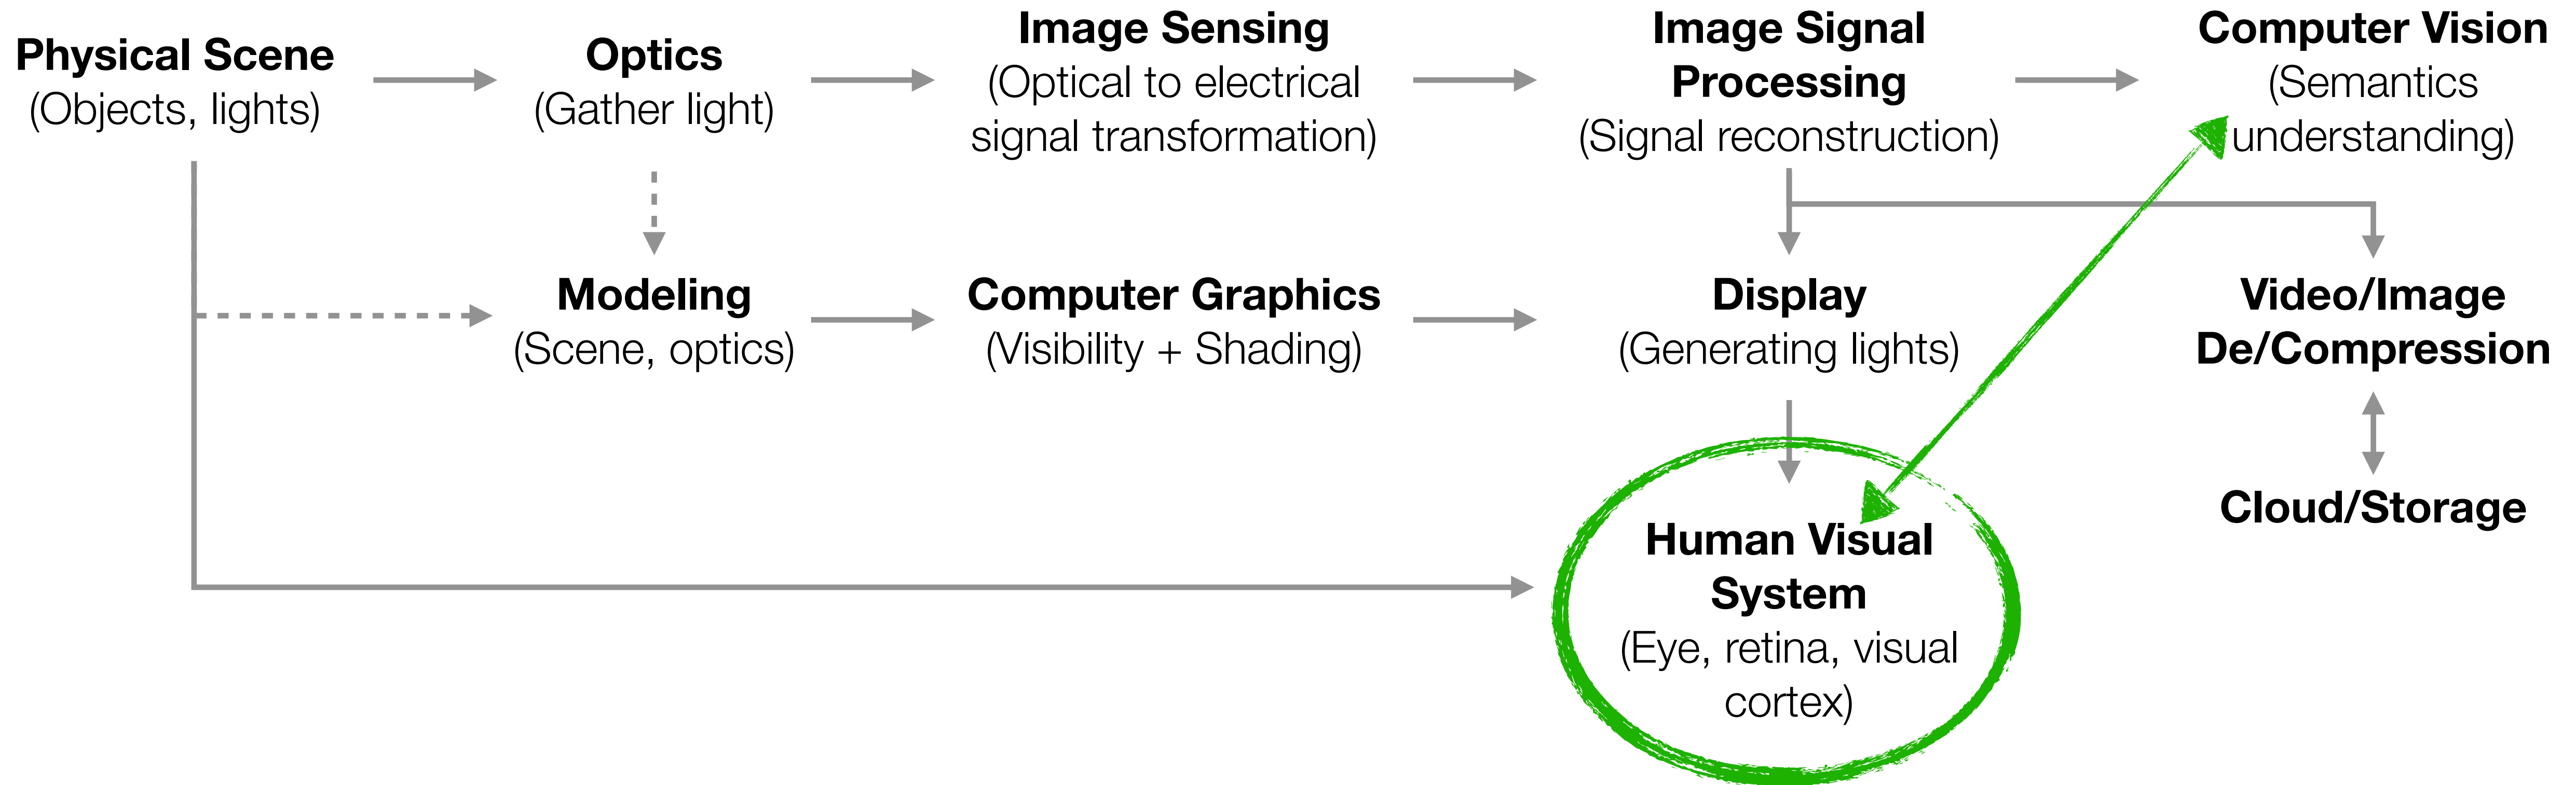 Physical Scene
(Objects, lights)
Optics
(Gather light)
Image Sensing
(Optical to electrical
signal transformation)
Image Signal
Processing
(Signal reconstruction)
Computer Vision
(Semantics
understanding)
Modeling
(Scene, optics)
Computer Graphics
(Visibility + Shading)
Display
(Generating lights)
Video/Image
De/Compression
Human Visual
System
(Eye, retina, visual
cortex)
Cloud/Storage